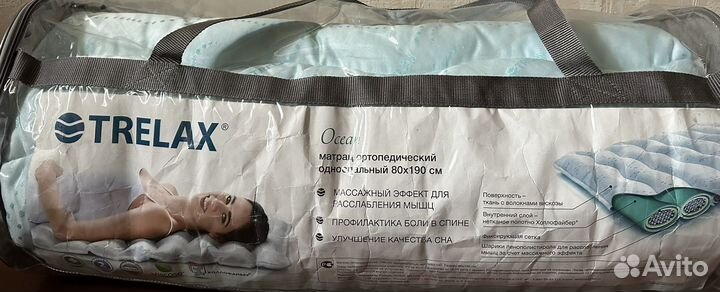 TRELAX®
Ocean
матрац ортопедический
односпальный 80x190 см
МАССАЖНЫЙ ЭФФЕКТ ДЛЯ
РАССЛАБЛЕНИЯ МЫШЦ
ПРОФИЛАКТИКА БОЛИ В СПИНЕ
УЛУЧШЕНИЕ КАЧЕСТВА СНА
Поверхность –
ткань с волокнами вискозы
Внутренний слой –
нетканое полотно Холлофайбер®
Фиксирующая сетка
Шарики пенополистирола для расслабления
мышц за счет массажного эффекта
Avito